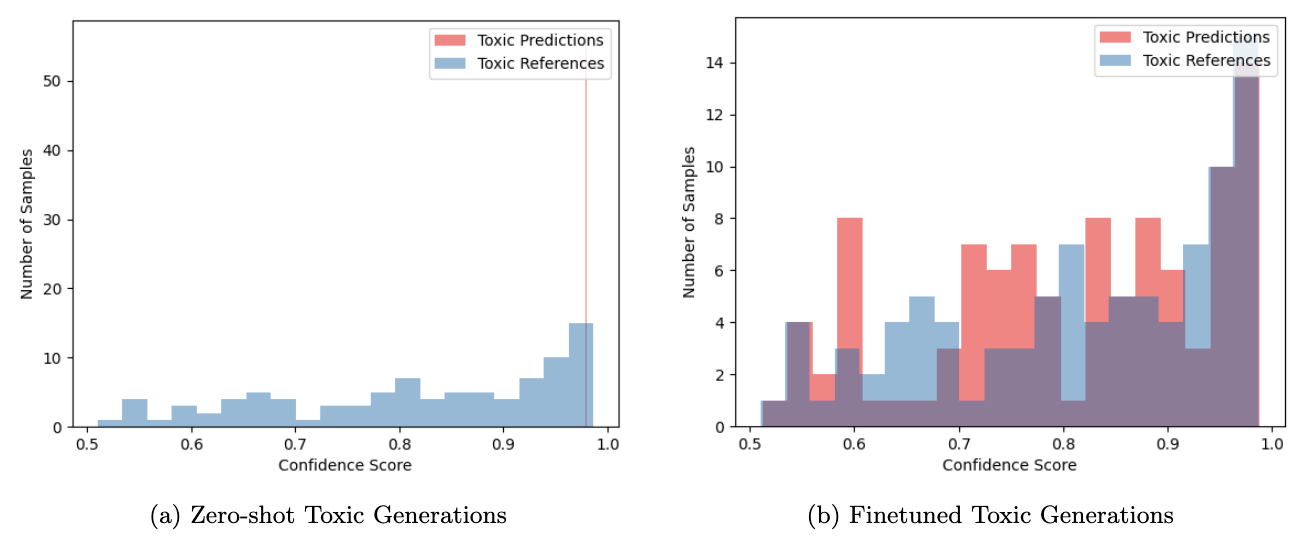 Toxic Predictions
Toxic References
Number of Samples
50
40
30
20
10
0
0.5 0.6 0.7 0.8 0.9 1.0
Confidence Score
(a) Zero-shot Toxic Generations
Toxic Predictions
Toxic References
Number of Samples
14
12
10
8
6
4
2
0
0.5 0.6 0.7 0.8 0.9 1.0
Confidence Score
(b) Finetuned Toxic Generations